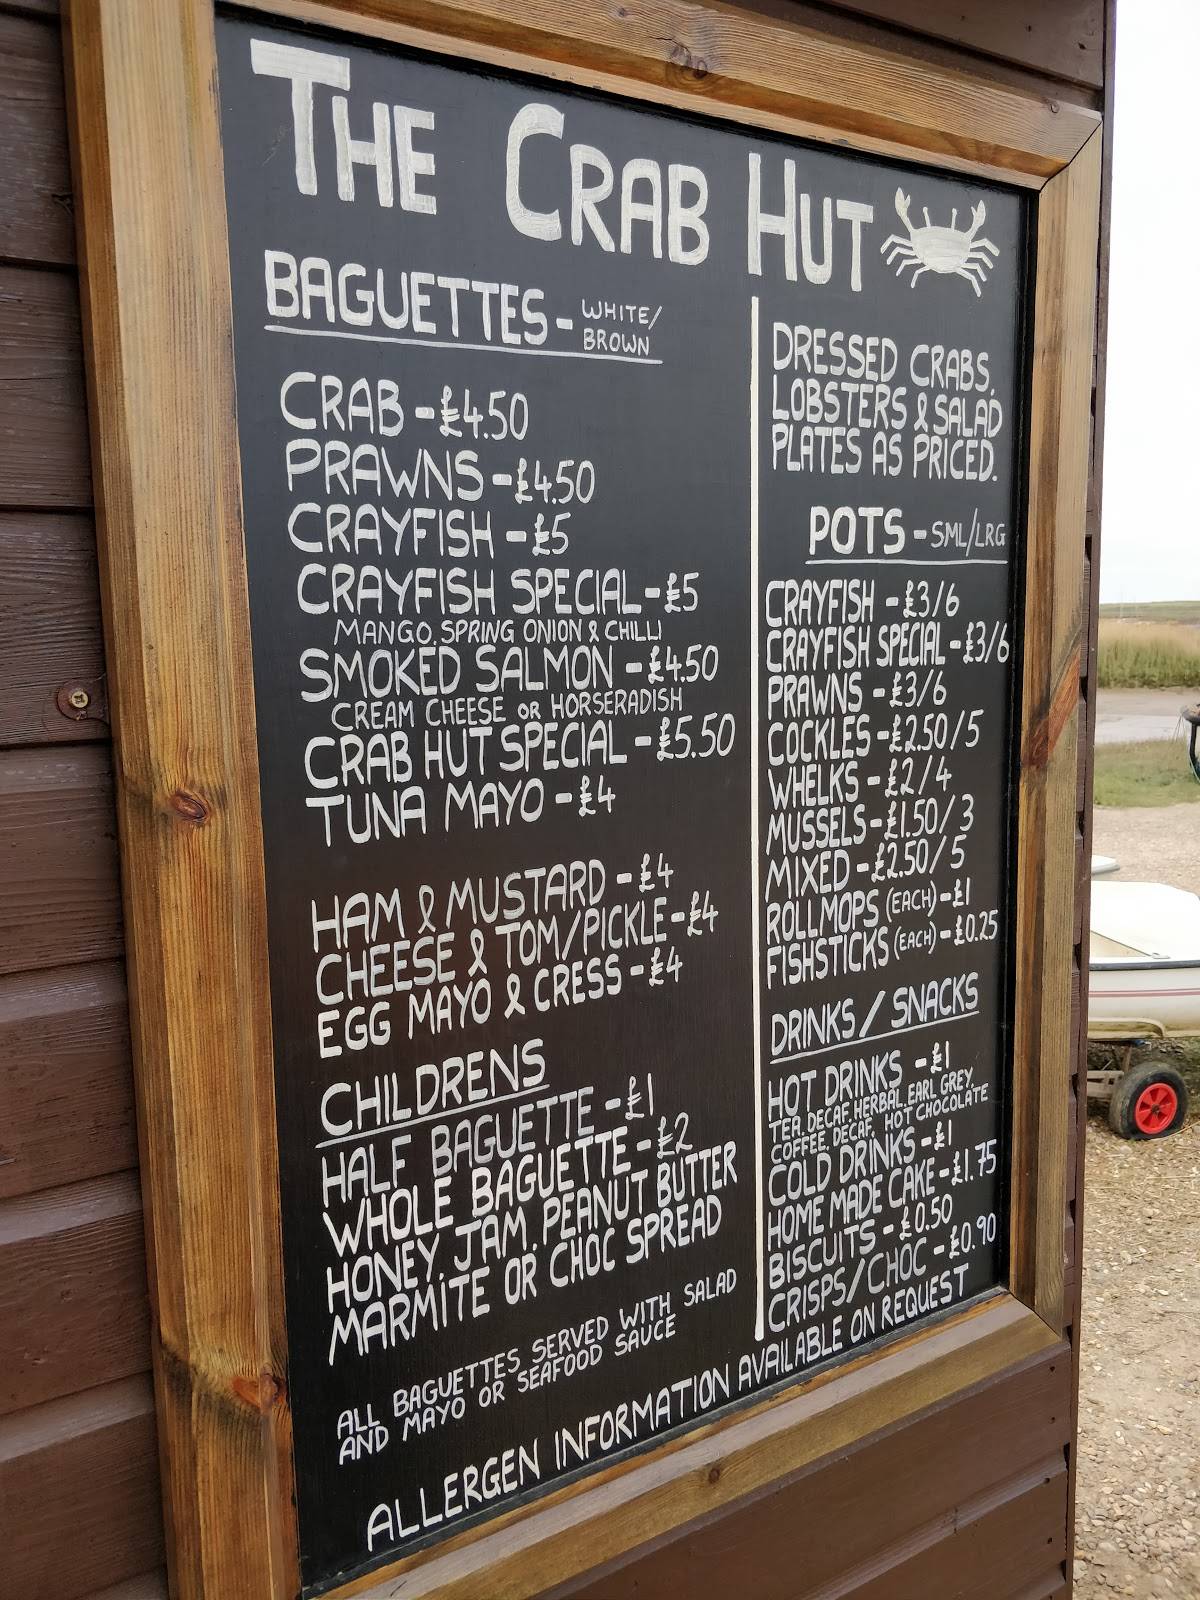 THE CRAB HUT
BAGUETTES - WHITE/
BROWN
CRAB - £4.50
PRAWNS - £4.50
CRAYFISH - £5
CRAYFISH SPECIAL - £5
MANGO, SPRING ONION & CHILLI
SMOKED SALMON - £4.50
CREAM CHEESE OR HORSERADISH
CRAB HUT SPECIAL - £5.50
TUNA MAYO - £4
HAM & MUSTARD - £4
CHEESE & TOM/PICKLE - £4
EGG MAYO & CRESS - £4
CHILDRENS
HALF BAGUETTE - £1
WHOLE BAGUETTE - £2
HONEY, JAM, PEANUT BUTTER
MARMITE OR CHOC SPREAD
ALL BAGUETTES SERVED WITH SALAD
AND MAYO OR SEAFOOD SAUCE
DRESSED CRABS,
LOBSTERS & SALAD
PLATES AS PRICED.
POTS - SML/LRG
CRAYFISH - £3/6
CRAYFISH SPECIAL - £3/6
PRAWNS - £3/6
COCKLES - £2.50/5
WHELKS - £2/4
MUSSELS - £1.50/3
MIXED - £2.50/5
ROLLMOPS (EACH) - £1
FISHSTICKS (EACH) - £0.25
DRINKS/SNACKS
HOT DRINKS - £1
TEA, DECAF, HERBAL, EARL GREY,
COFFEE, DECAF, HOT CHOCOLATE
COLD DRINKS - £1
HOME MADE CAKE - £1.75
BISCUITS - £0.50
CRISPS/CHOC - £0.90
ALLERGEN INFORMATION AVAILABLE ON REQUEST